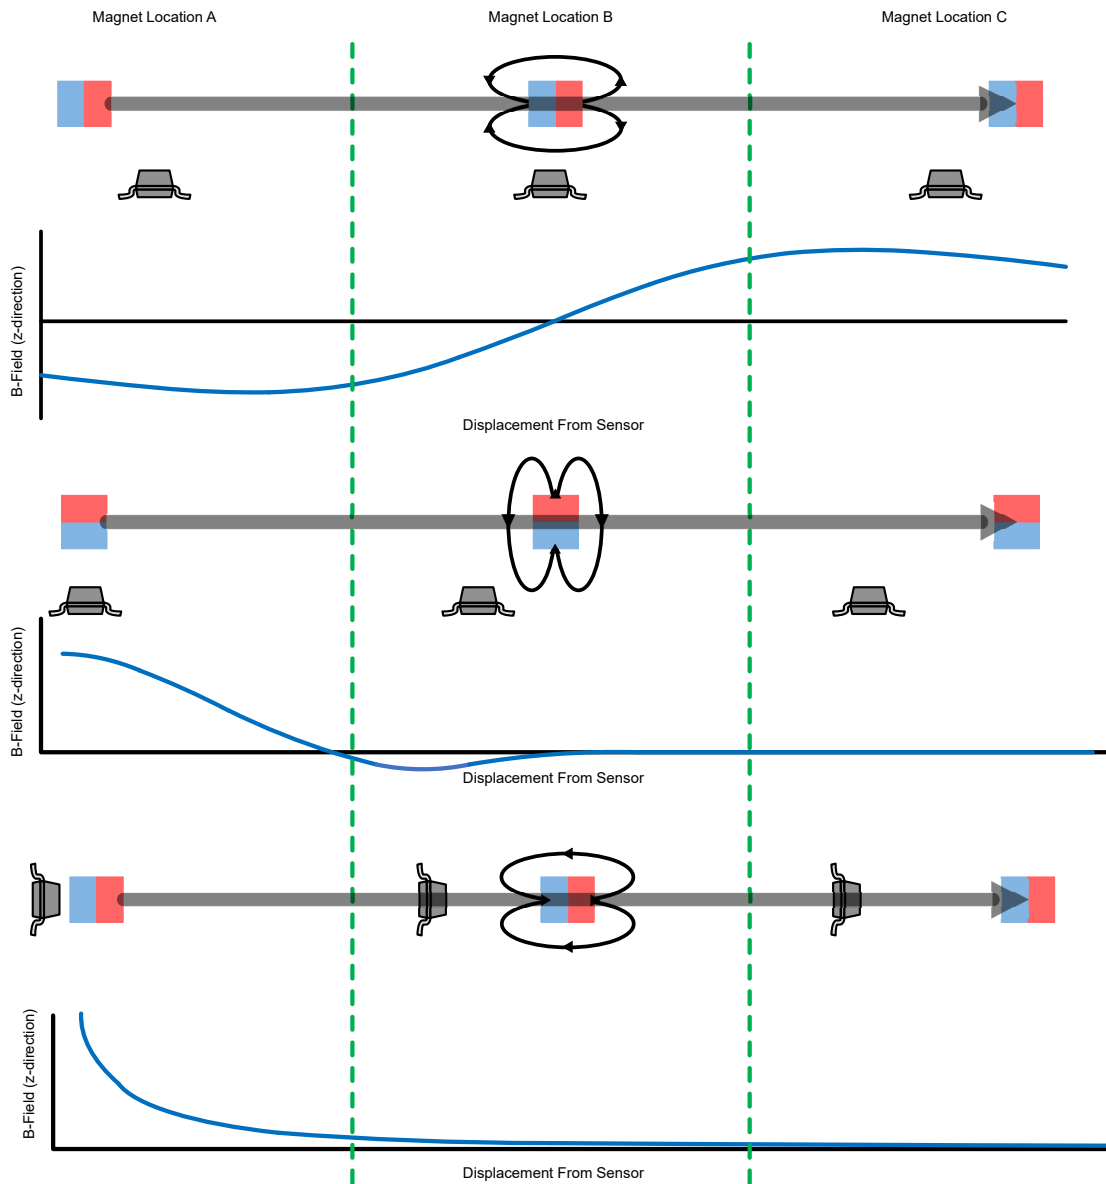 Magnet Location A
Magnet Location B
Magnet Location C
B-Field (z-direction)
Displacement From Sensor
B-Field (z-direction)
Displacement From Sensor
B-Field (z-direction)
Displacement From Sensor